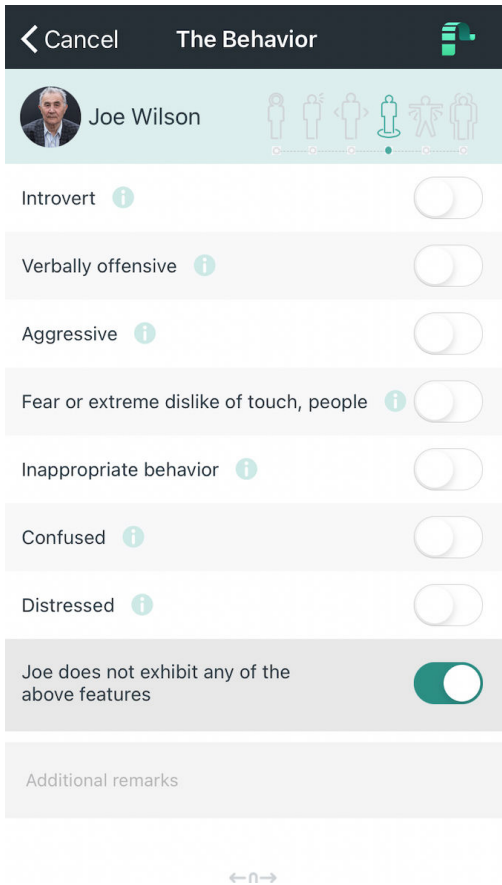 Cancel The Behavior
Joe Wilson
Introvert i
Verbally offensive i
Aggressive i
Fear or extreme dislike of touch, people i
Inappropriate behavior i
Confused i
Distressed i
Joe does not exhibit any of the
above features
Additional remarks